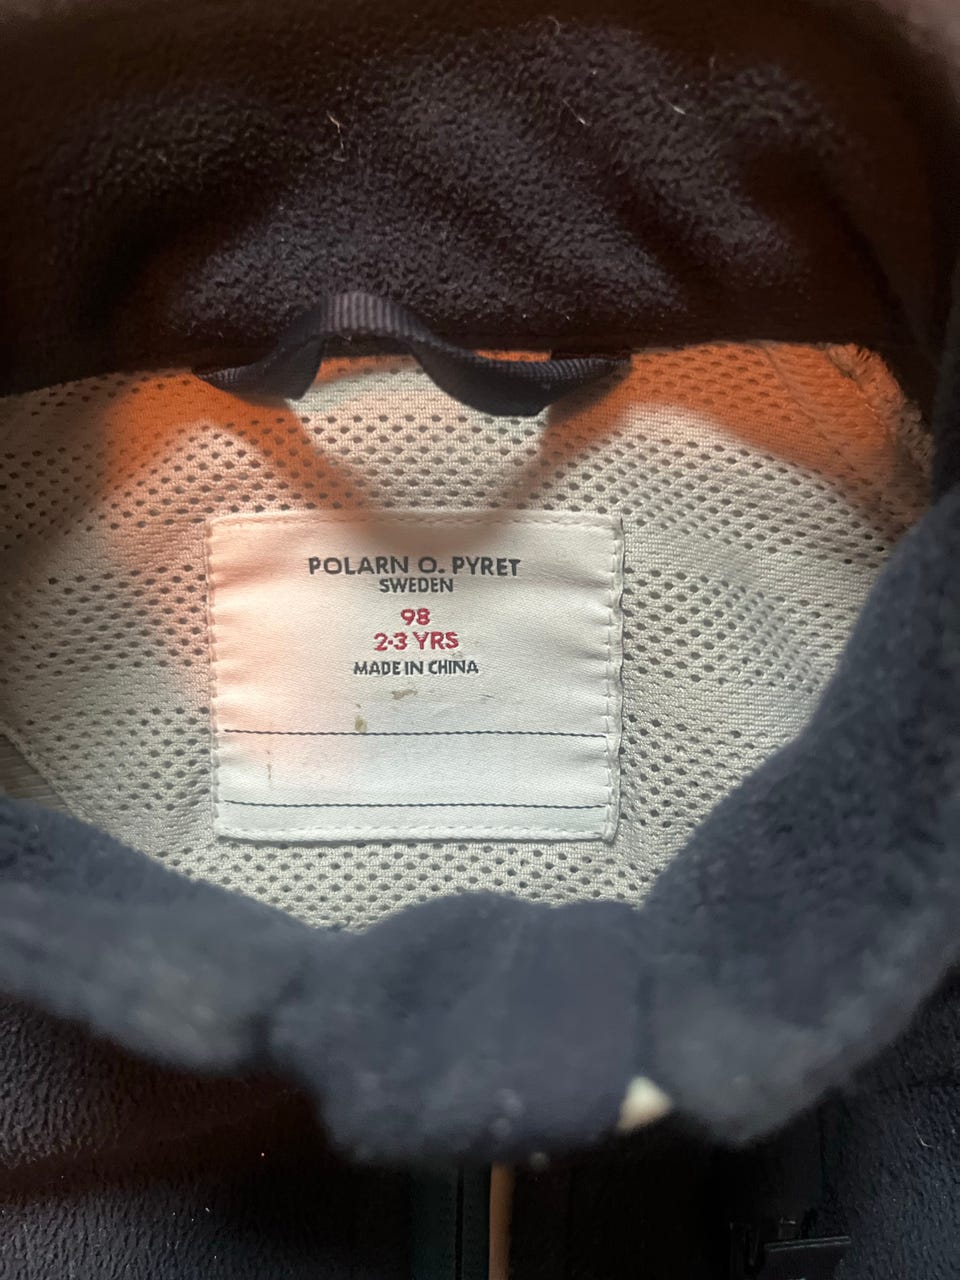 POLARN O. PYRET
SWEDEN
98
2-3 YRS
MADE IN CHINA